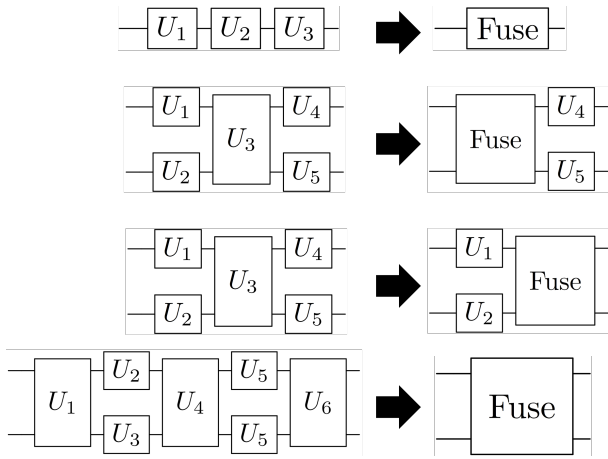 U₁ U₂ U₃ Fuse
U₁ U₄ U₄
U₃ Fuse
U₂ U₅ U₅
U₁ U₄ U₁
U₃ Fuse
U₂ U₅ U₂
U₂ U₅
U₁ U₄ U₆ Fuse
U₃ U₅